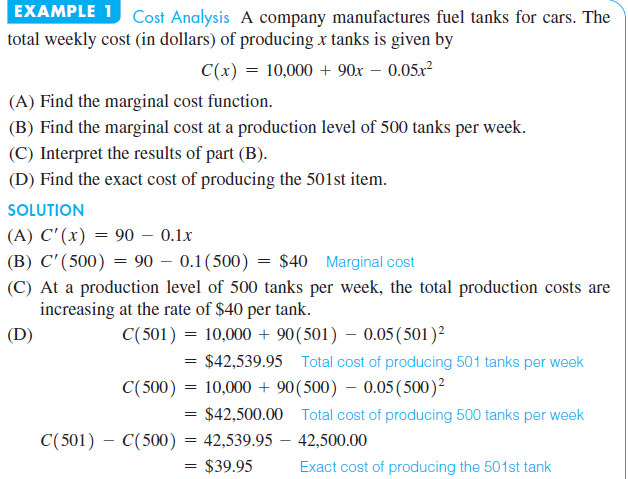 EXAMPLE 1 Cost Analysis A company manufactures fuel tanks for cars. The
total weekly cost (in dollars) of producing x tanks is given by
C(x) = 10,000 + 90x − 0.05x²
(A) Find the marginal cost function.
(B) Find the marginal cost at a production level of 500 tanks per week.
(C) Interpret the results of part (B).
(D) Find the exact cost of producing the 501st item.
SOLUTION
(A) C′(x) = 90 − 0.1x
(B) C′(500) = 90 − 0.1(500) = $40 Marginal cost
(C) At a production level of 500 tanks per week, the total production costs are
increasing at the rate of $40 per tank.
(D) C(501) = 10,000 + 90(501) − 0.05(501)²
= $42,539.95 Total cost of producing 501 tanks per week
C(500) = 10,000 + 90(500) − 0.05(500)²
= $42,500.00 Total cost of producing 500 tanks per week
C(501) − C(500) = 42,539.95 − 42,500.00
= $39.95 Exact cost of producing the 501st tank